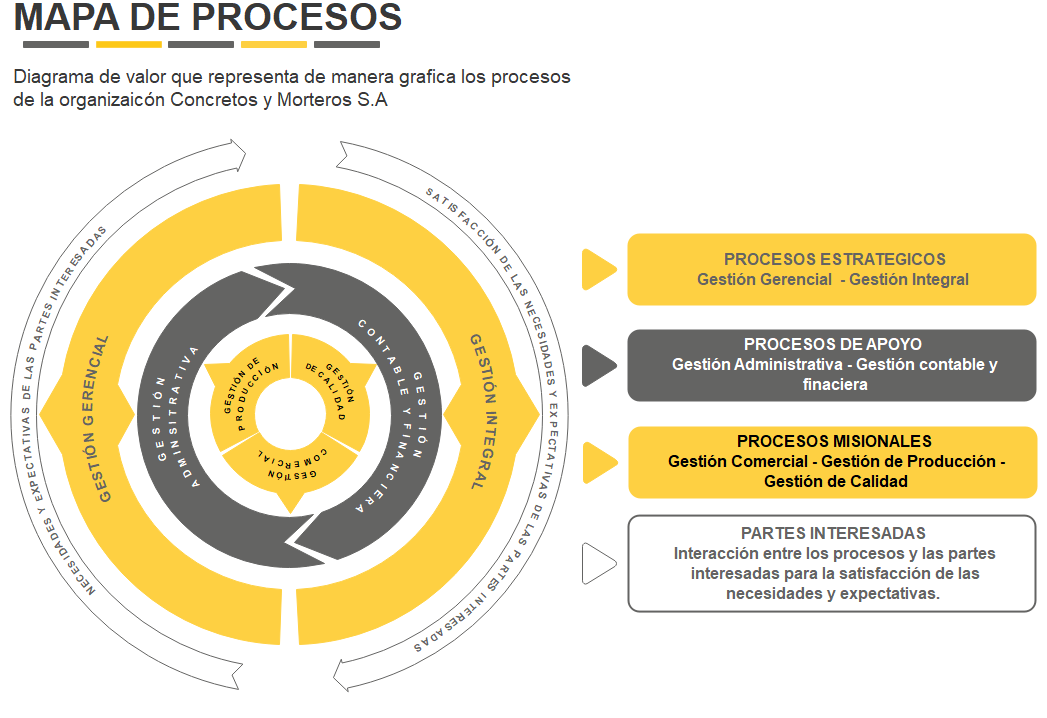 MAPA DE PROCESOS
Diagrama de valor que representa de manera grafica los procesos
de la organizaicón Concretos y Morteros S.A
NECESIDADES Y EXPECTATIVAS DE LAS PARTES INTERESADAS
SATISFACCIÓN DE LAS NECESIDADES Y EXPECTATIVAS DE LAS PARTES INTERESADAS
GESTIÓN GERENCIAL
GESTIÓN INTEGRAL
GESTIÓN
ADMINSITRATIVA
GESTIÓN
CONTABLE Y FINANCIERA
GESTIÓN DE
PRODUCCIÓN
GESTIÓN
DE CALIDAD
GESTIÓN
COMERCIAL
PROCESOS ESTRATEGICOS
Gestión Gerencial - Gestión Integral
PROCESOS DE APOYO
Gestión Administrativa - Gestión contable y
finaciera
PROCESOS MISIONALES
Gestión Comercial - Gestión de Producción -
Gestión de Calidad
PARTES INTERESADAS
Interacción entre los procesos y las partes
interesadas para la satisfacción de las
necesidades y expectativas.